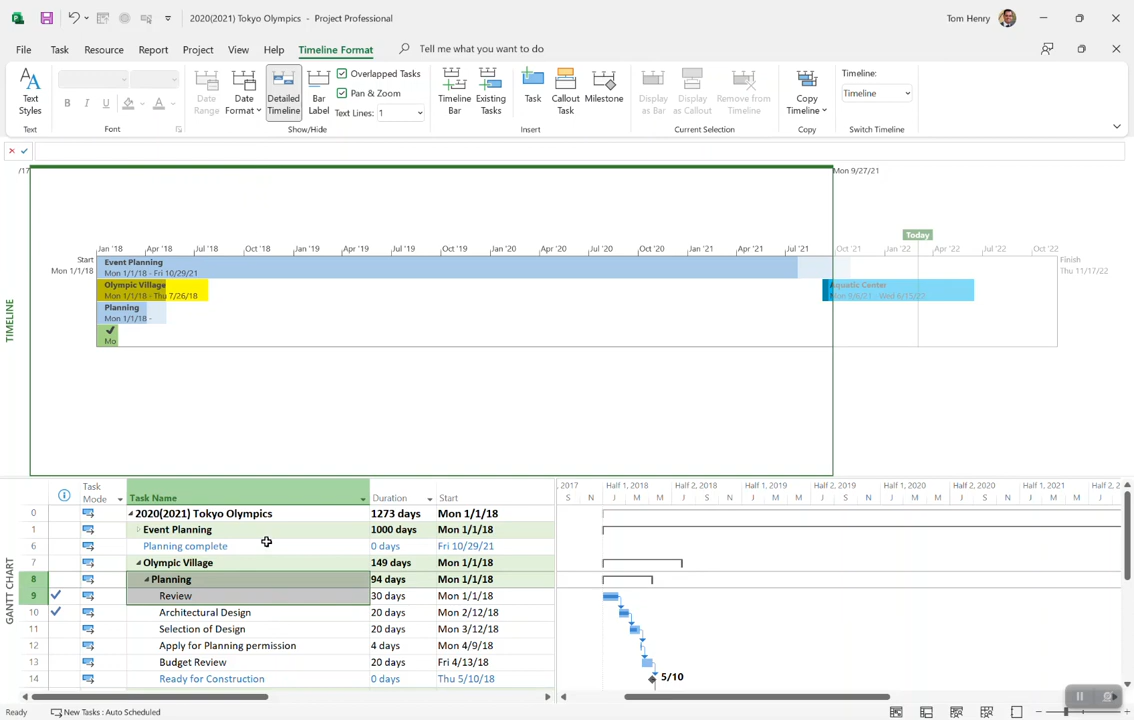 2020(2021) Tokyo Olympics - Project Professional
Tom Henry
File Task Resource Report Project View Help Timeline Format Tell me what you want to do
Text Styles
Text
B I U A
Font
Date Range
Date Format
Detailed Timeline
Bar Label
Overlapped Tasks
Pan & Zoom
Text Lines: 1
Show/Hide
Timeline Bar
Existing Tasks
Task
Callout Task
Milestone
Insert
Display as Bar
Display as Callout
Remove from Timeline
Current Selection
Copy Timeline
Copy
Timeline:
Timeline
Switch Timeline
/17
Mon 9/27/21
Today
Jan '18 Apr '18 Jul '18 Oct '18 Jan '19 Apr '19 Jul '19 Oct '19 Jan '20 Apr '20 Jul '20 Oct '20 Jan '21 Apr '21 Jul '21 Oct '21 Jan '22 Apr '22 Jul '22 Oct '22
Start
Mon 1/1/18
Event Planning
Mon 1/1/18 - Fri 10/29/21
Finish
Thu 11/17/22
Olympic Village
Mon 1/1/18 - Thu 7/26/18
Aquatic Center
Mon 9/6/21 - Wed 6/15/22
Planning
Mon 1/1/18 -
Mo
TIMELINE
Task Mode Task Name Duration Start
2017 Half 1, 2018 Half 2, 2018 Half 1, 2019 Half 2, 2019 Half 1, 2020 Half 2, 2020 Half 1, 2021 Half 2
S N J M M J S N J M M J S N J M M J S N J M M J
0 2020(2021) Tokyo Olympics 1273 days Mon 1/1/18
1 Event Planning 1000 days Mon 1/1/18
6 Planning complete 0 days Fri 10/29/21
7 Olympic Village 149 days Mon 1/1/18
8 Planning 94 days Mon 1/1/18
9 Review 30 days Mon 1/1/18
10 Architectural Design 20 days Mon 2/12/18
11 Selection of Design 20 days Mon 3/12/18
12 Apply for Planning permission 4 days Mon 4/9/18
13 Budget Review 20 days Fri 4/13/18
14 Ready for Construction 0 days Thu 5/10/18
5/10
GANTT CHART
Ready New Tasks : Auto Scheduled